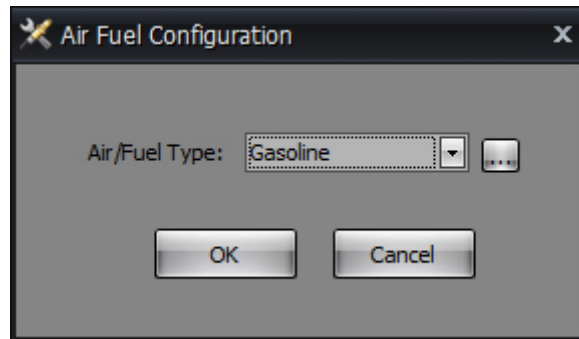 Air Fuel Configuration x
Air/Fuel Type: Gasoline ...
OK Cancel